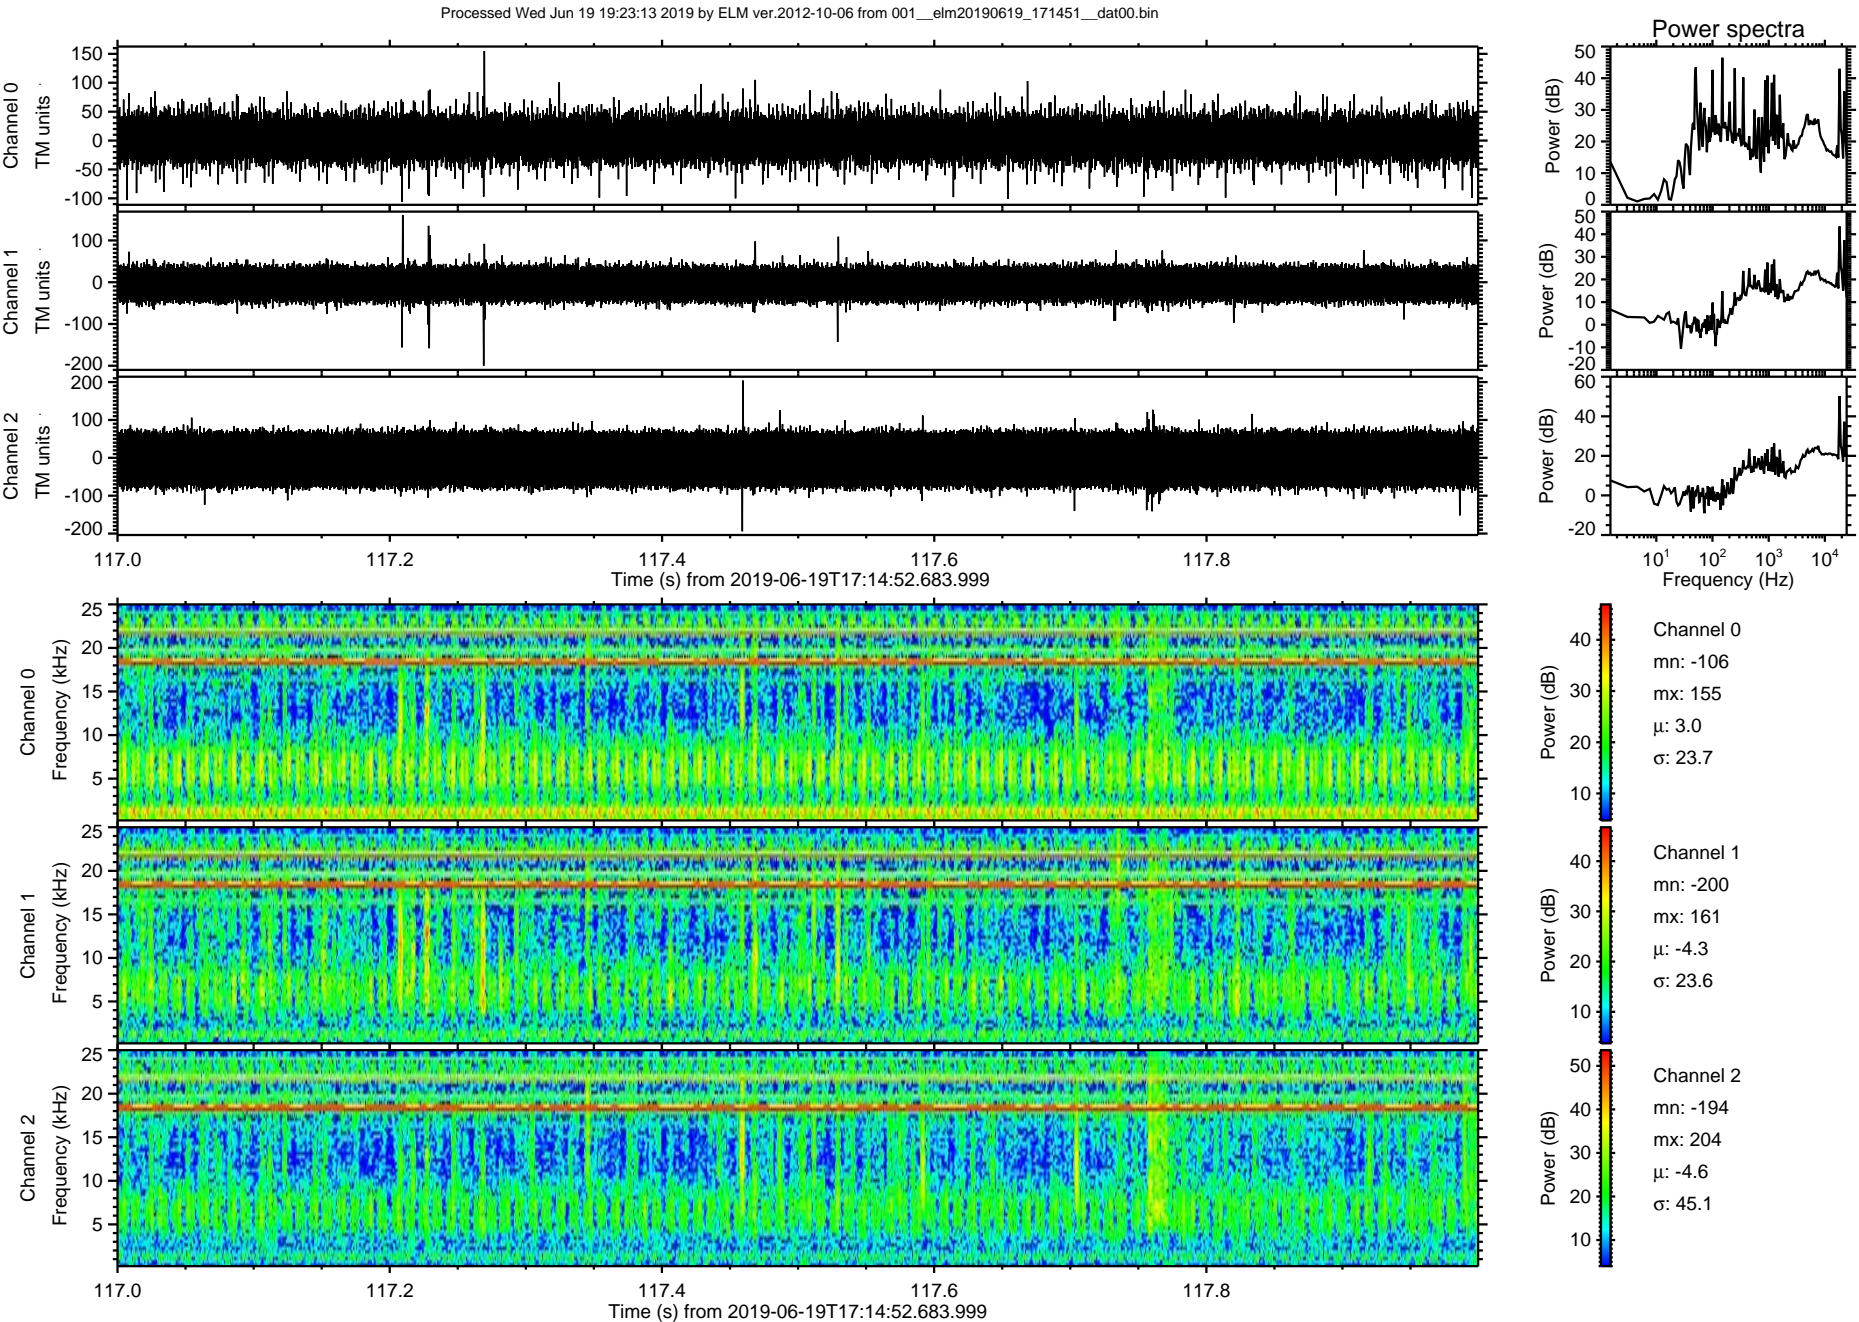 Processed Wed Jun 19 19:23:13 2019 by ELM ver.2012-10-06 from 001__elm20190619_171451__dat00.bin
Power spectra
Channel 0
TM units
150
100
50
0
-50
-100
Power (dB)
50
40
30
20
10
0
Channel 1
TM units
100
0
-100
-200
Power (dB)
50
40
30
20
10
0
-10
-20
Channel 2
TM units
200
100
0
-100
-200
Power (dB)
60
40
20
0
-20
117.0 117.2 117.4 117.6 117.8
Time (s) from 2019-06-19T17:14:52.683.999
10¹ 10² 10³ 10⁴
Frequency (Hz)
Channel 0
Frequency (kHz)
25
20
15
10
5
Power (dB)
40
30
20
10
Channel 0
mn: -106
mx: 155
μ: 3.0
σ: 23.7
Channel 1
Frequency (kHz)
25
20
15
10
5
Power (dB)
40
30
20
10
Channel 1
mn: -200
mx: 161
μ: -4.3
σ: 23.6
Channel 2
Frequency (kHz)
25
20
15
10
5
Power (dB)
50
40
30
20
10
Channel 2
mn: -194
mx: 204
μ: -4.6
σ: 45.1
117.0 117.2 117.4 117.6 117.8
Time (s) from 2019-06-19T17:14:52.683.999